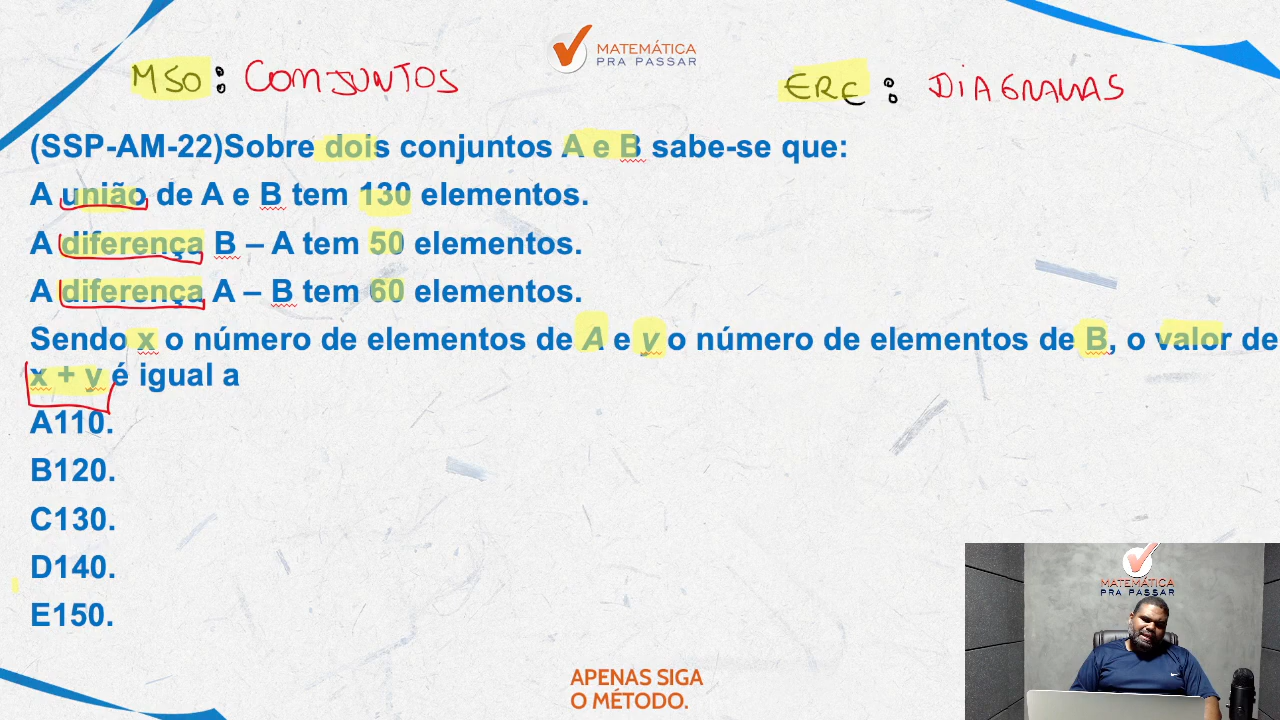 MATEMÁTICA
PRA PASSAR
MSO: CONJUNTOS
ERC: DIAGRAMAS
(SSP-AM-22)Sobre dois conjuntos A e B sabe-se que:
A união de A e B tem 130 elementos.
A diferença B – A tem 50 elementos.
A diferença A – B tem 60 elementos.
Sendo x o número de elementos de A e y o número de elementos de B, o valor de
x + y é igual a
A110.
B120.
C130.
D140.
E150.
MATEMÁTICA
PRA PASSAR
APENAS SIGA
O MÉTODO.